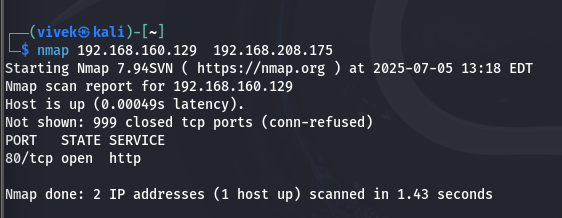 (vivek㉿kali)-[~]
$ nmap 192.168.160.129  192.168.208.175
Starting Nmap 7.94SVN ( https://nmap.org ) at 2025-07-05 13:18 EDT
Nmap scan report for 192.168.160.129
Host is up (0.00049s latency).
Not shown: 999 closed tcp ports (conn-refused)
PORT   STATE SERVICE
80/tcp open  http
Nmap done: 2 IP addresses (1 host up) scanned in 1.43 seconds